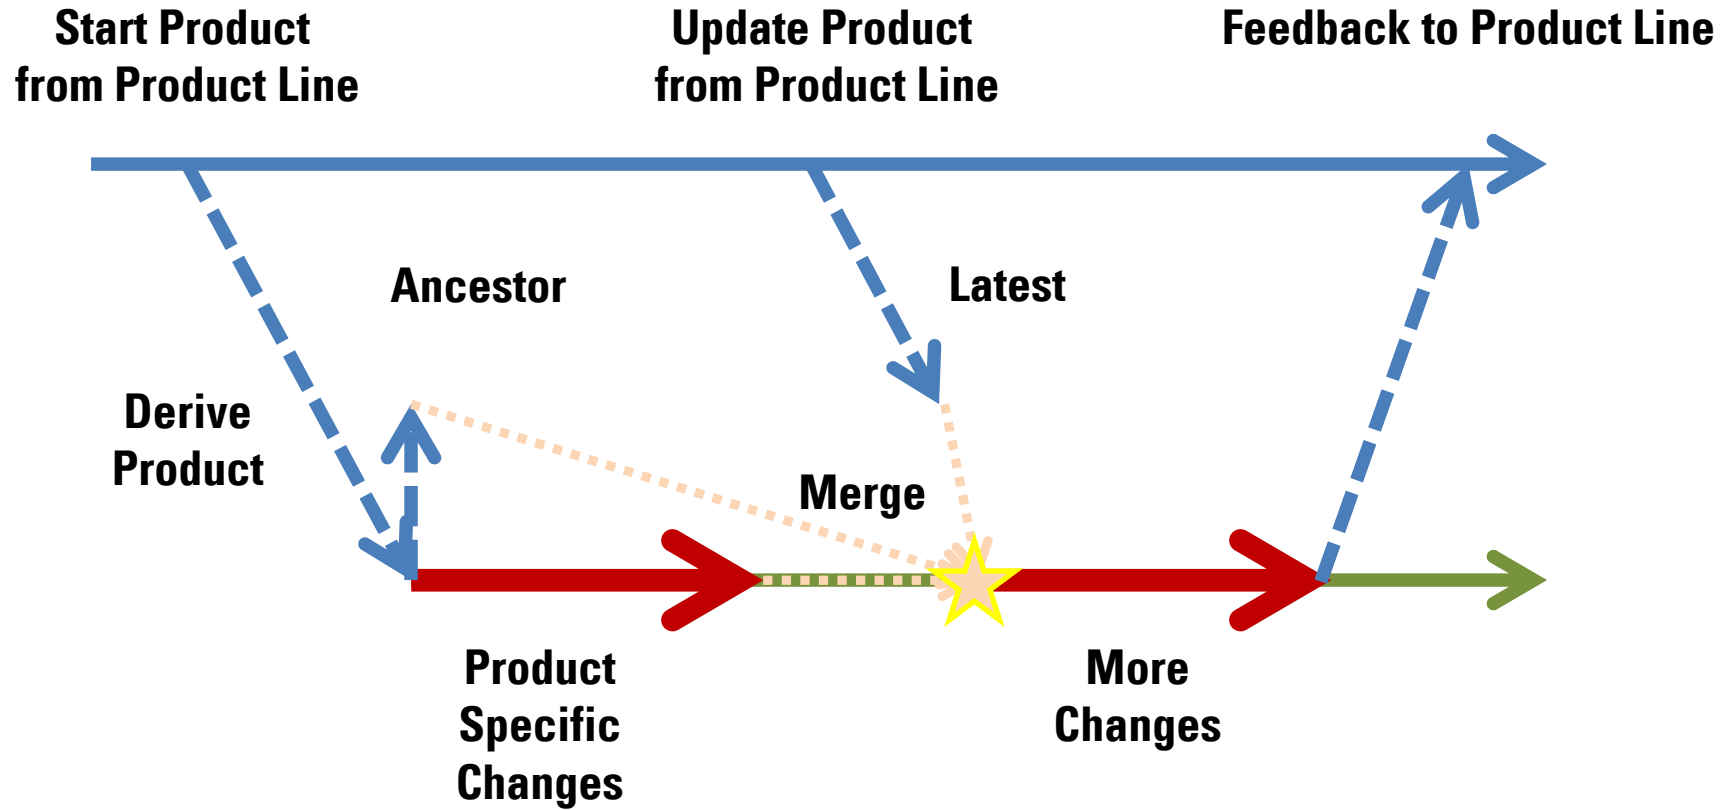 Start Product
from Product Line
Update Product
from Product Line
Feedback to Product Line
Ancestor
Latest
Derive
Product
Merge
Product
Specific
Changes
More
Changes